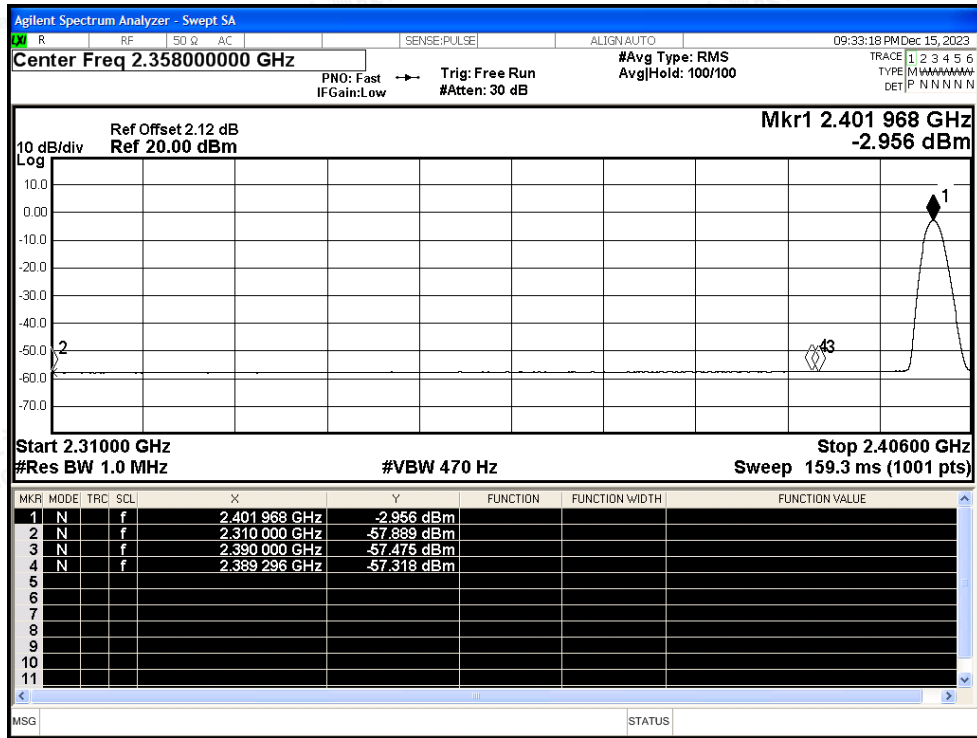 Agilent Spectrum Analyzer - Swept SA
LXI R RF 50 Ω AC SENSE:PULSE ALIGN AUTO 09:33:18 PM Dec 15, 2023
Center Freq 2.358000000 GHz
PNO: Fast
IFGain:Low
Trig: Free Run
#Atten: 30 dB
#Avg Type: RMS
Avg|Hold: 100/100
TRACE 1 2 3 4 5 6
TYPE M
DET P N N N N N
Ref Offset 2.12 dB
10 dB/div Ref 20.00 dBm
Log
Mkr1 2.401 968 GHz
-2.956 dBm
10.0
0.00
-10.0
-20.0
-30.0
-40.0
-50.0
-60.0
-70.0
1
2
43
Start 2.31000 GHz Stop 2.40600 GHz
#Res BW 1.0 MHz #VBW 470 Hz Sweep 159.3 ms (1001 pts)
MKR MODE TRC SCL X Y FUNCTION FUNCTION WIDTH FUNCTION VALUE
1 N f 2.401 968 GHz -2.956 dBm
2 N f 2.310 000 GHz -57.889 dBm
3 N f 2.390 000 GHz -57.475 dBm
4 N f 2.389 296 GHz -57.318 dBm
5
6
7
8
9
10
11
MSG STATUS